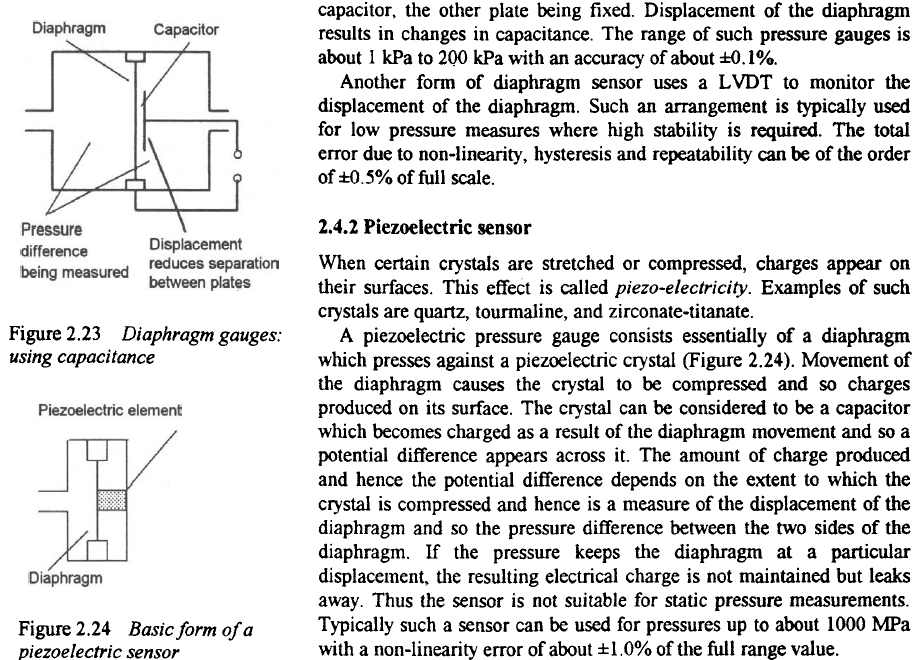 capacitor, the other plate being fixed. Displacement of the diaphragm
results in changes in capacitance. The range of such pressure gauges is
about 1 kPa to 200 kPa with an accuracy of about ±0.1%.
Another form of diaphragm sensor uses a LVDT to monitor the
displacement of the diaphragm. Such an arrangement is typically used
for low pressure measures where high stability is required. The total
error due to non-linearity, hysteresis and repeatability can be of the order
of ±0.5% of full scale.
2.4.2 Piezoelectric sensor
When certain crystals are stretched or compressed, charges appear on
their surfaces. This effect is called piezo-electricity. Examples of such
crystals are quartz, tourmaline, and zirconate-titanate.
A piezoelectric pressure gauge consists essentially of a diaphragm
which presses against a piezoelectric crystal (Figure 2.24). Movement of
the diaphragm causes the crystal to be compressed and so charges
produced on its surface. The crystal can be considered to be a capacitor
which becomes charged as a result of the diaphragm movement and so a
potential difference appears across it. The amount of charge produced
and hence the potential difference depends on the extent to which the
crystal is compressed and hence is a measure of the displacement of the
diaphragm and so the pressure difference between the two sides of the
diaphragm. If the pressure keeps the diaphragm at a particular
displacement, the resulting electrical charge is not maintained but leaks
away. Thus the sensor is not suitable for static pressure measurements.
Typically such a sensor can be used for pressures up to about 1000 MPa
with a non-linearity error of about ±1.0% of the full range value.
Diaphragm
Capacitor
Pressure
difference
being measured
Displacement
reduces separation
between plates
Figure 2.23 Diaphragm gauges:
using capacitance
Piezoelectric element
Diaphragm
Figure 2.24 Basic form of a
piezoelectric sensor